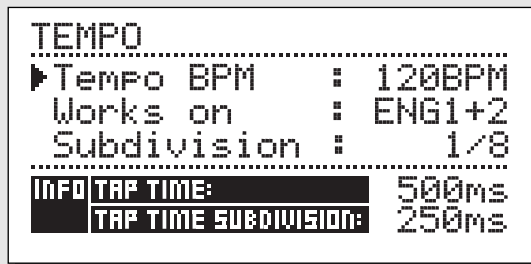 TEMPO
Tempo BPM : 120BPM
Works on : ENG1+2
Subdivision : 1/8
INFO TAP TIME: 500ms
TAP TIME SUBDIVISION: 250ms